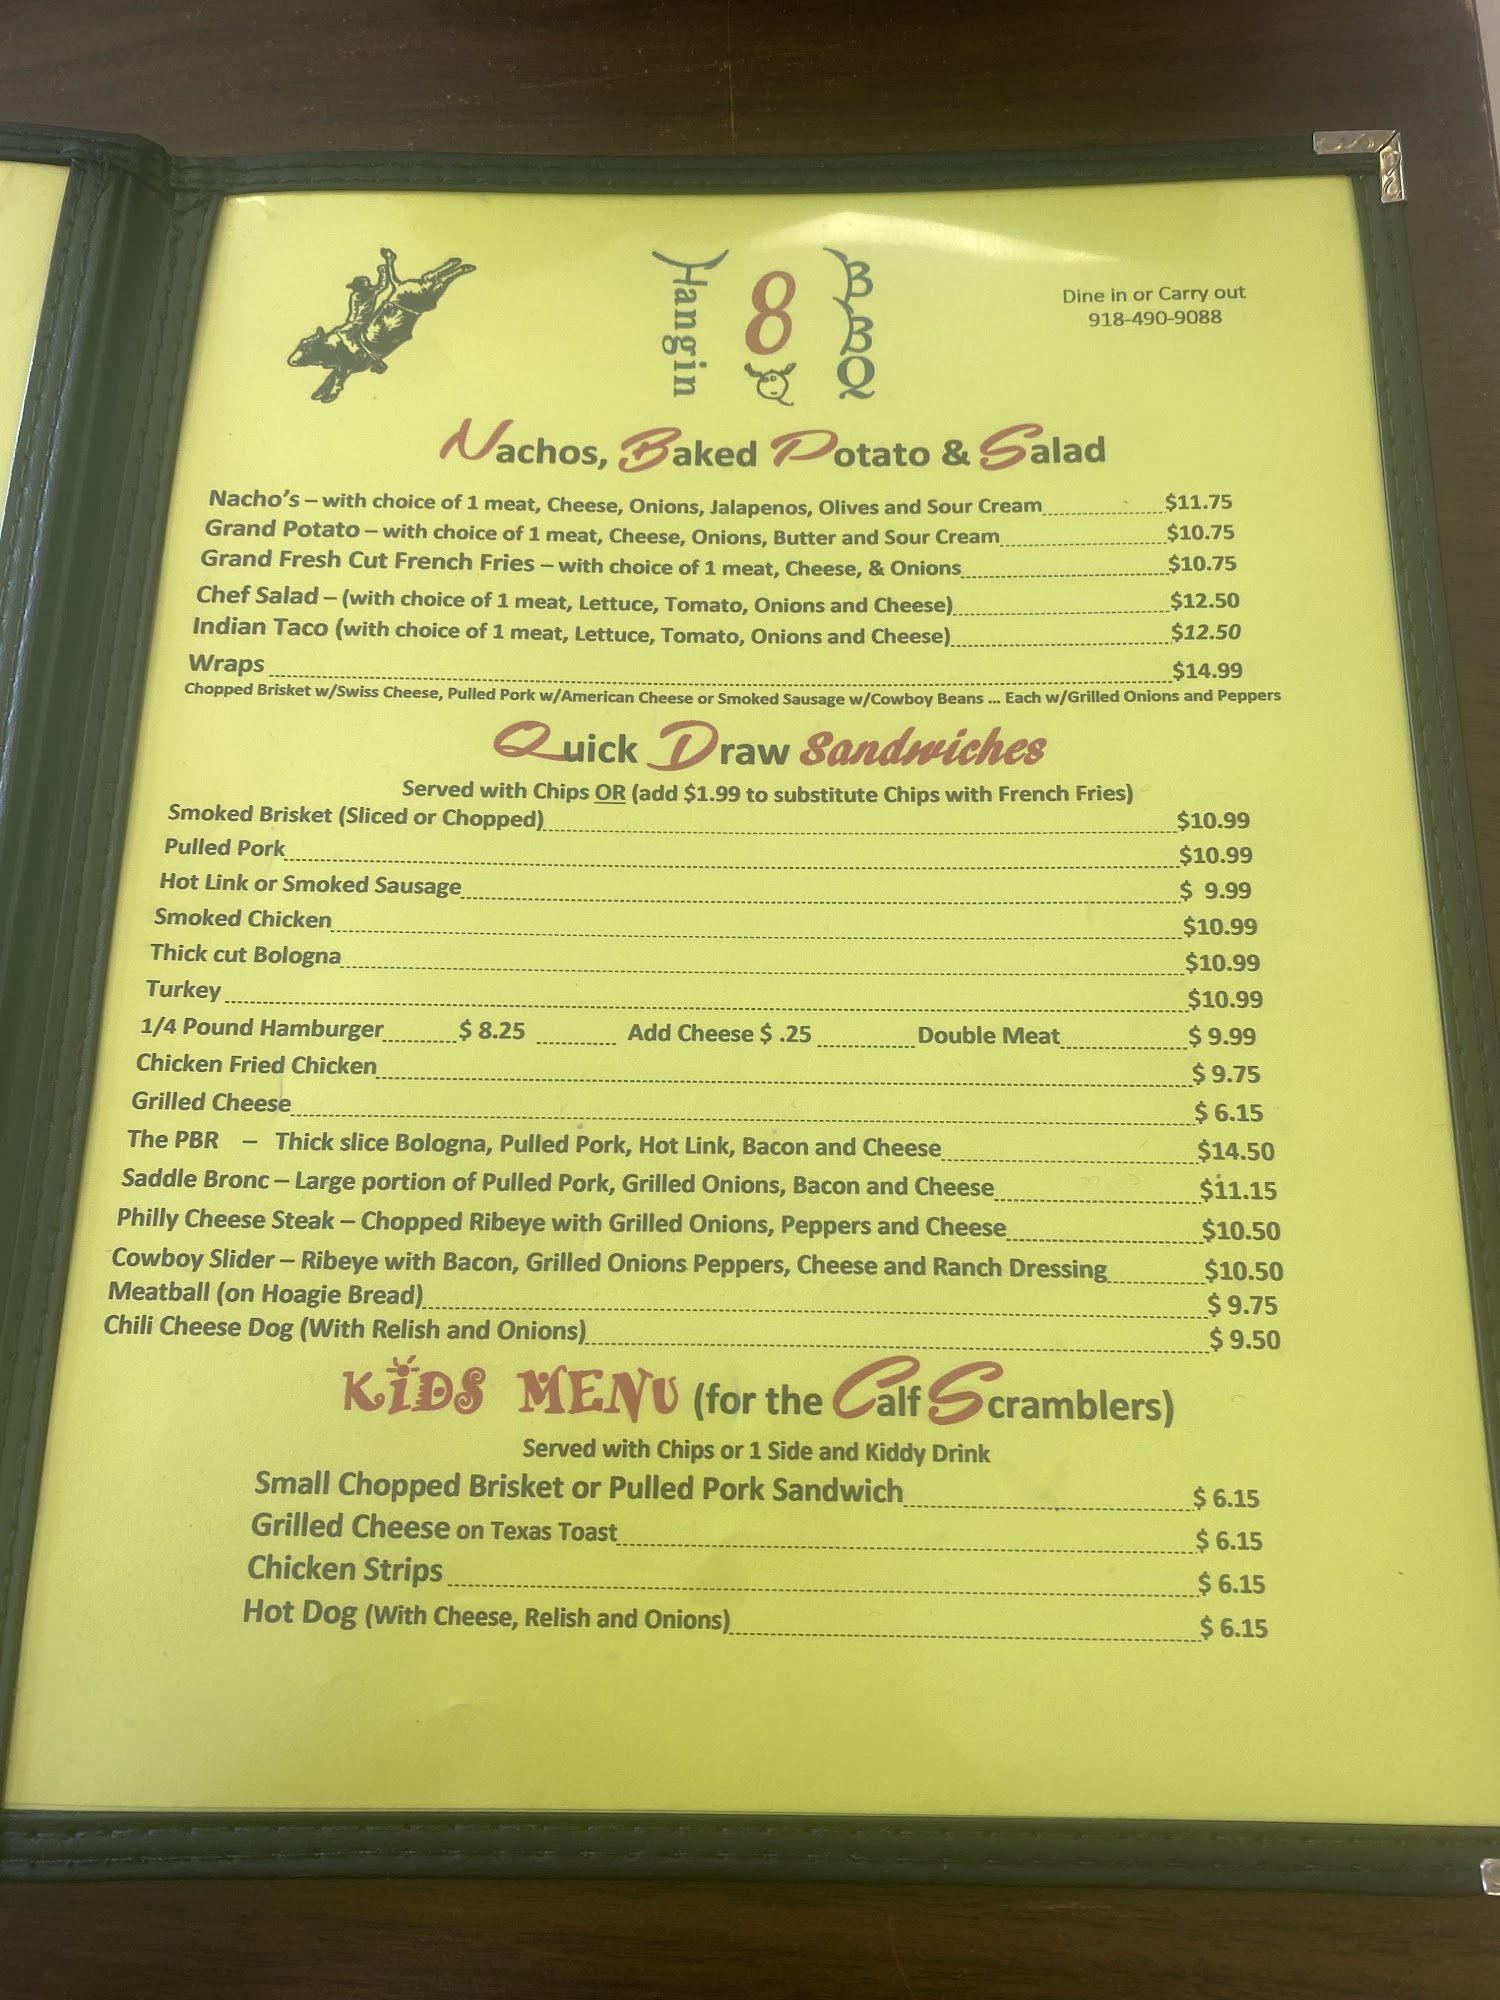 Hangin 8 BBQ
Dine in or Carry out
918-490-9088
Nachos, Baked Potato & Salad
Nacho's – with choice of 1 meat, Cheese, Onions, Jalapenos, Olives and Sour Cream $11.75
Grand Potato – with choice of 1 meat, Cheese, Onions, Butter and Sour Cream $10.75
Grand Fresh Cut French Fries – with choice of 1 meat, Cheese, & Onions $10.75
Chef Salad – (with choice of 1 meat, Lettuce, Tomato, Onions and Cheese) $12.50
Indian Taco (with choice of 1 meat, Lettuce, Tomato, Onions and Cheese) $12.50
Wraps $14.99
Chopped Brisket w/Swiss Cheese, Pulled Pork w/American Cheese or Smoked Sausage w/Cowboy Beans ... Each w/Grilled Onions and Peppers
Quick Draw Sandwiches
Served with Chips OR (add $1.99 to substitute Chips with French Fries)
Smoked Brisket (Sliced or Chopped) $10.99
Pulled Pork $10.99
Hot Link or Smoked Sausage $ 9.99
Smoked Chicken $10.99
Thick cut Bologna $10.99
Turkey $10.99
1/4 Pound Hamburger $ 8.25 Add Cheese $ .25 Double Meat $ 9.99
Chicken Fried Chicken $ 9.75
Grilled Cheese $ 6.15
The PBR – Thick slice Bologna, Pulled Pork, Hot Link, Bacon and Cheese $14.50
Saddle Bronc – Large portion of Pulled Pork, Grilled Onions, Bacon and Cheese $11.15
Philly Cheese Steak – Chopped Ribeye with Grilled Onions, Peppers and Cheese $10.50
Cowboy Slider – Ribeye with Bacon, Grilled Onions Peppers, Cheese and Ranch Dressing $10.50
Meatball (on Hoagie Bread) $ 9.75
Chili Cheese Dog (With Relish and Onions) $ 9.50
KiDS MENU (for the Calf Scramblers)
Served with Chips or 1 Side and Kiddy Drink
Small Chopped Brisket or Pulled Pork Sandwich $ 6.15
Grilled Cheese on Texas Toast $ 6.15
Chicken Strips $ 6.15
Hot Dog (With Cheese, Relish and Onions) $ 6.15